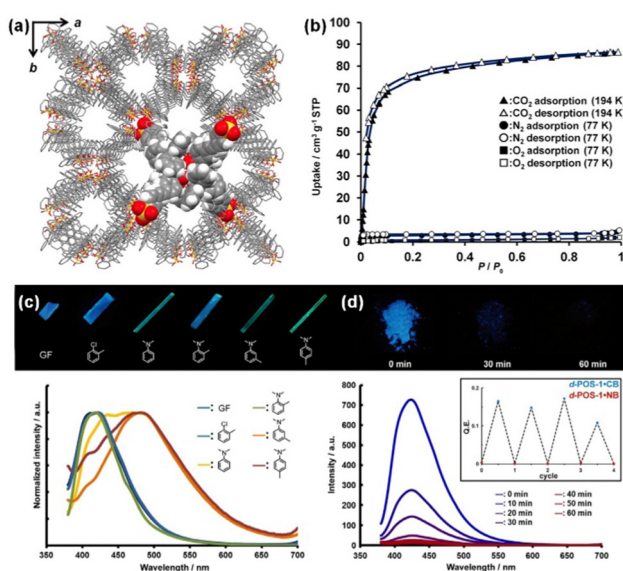 (a)
a
b
(b)
Uptake / cm³ g⁻¹ STP
100
90
80
70
60
50
40
30
20
10
0
▲:CO₂ adsorption (194 K)
△:CO₂ desorption (194 K)
●:N₂ adsorption (77 K)
○:N₂ desorption (77 K)
■:O₂ adsorption (77 K)
□:O₂ desorption (77 K)
0 0.2 0.4 0.6 0.8 1
P / P₀
(c)
GF
Cl
N
N
N
N
(d)
0 min 30 min 60 min
Normalized intensity / a.u.
: GF
Cl
:
:
:
:
:
N
N
N
N
350 400 450 500 550 600 650 700
Wavelength / nm
Intensity / a.u.
800
700
600
500
400
300
200
100
0
d-POS-1•CB
d-POS-1•NB
Q.E.
0.2
0.1
0
0 1 2 3 4
cycle
: 0 min : 40 min
: 10 min : 50 min
: 20 min : 60 min
: 30 min
350 400 450 500 550 600 650 700
Wavelength / nm